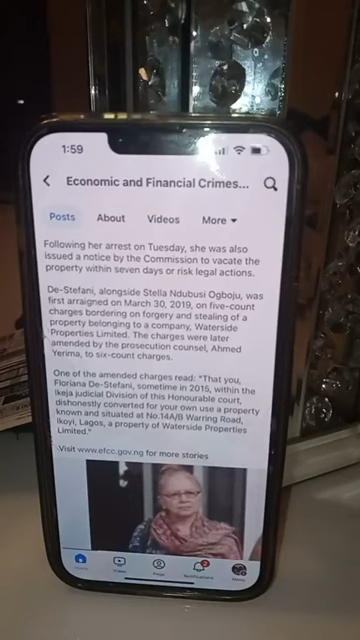 1:59
Economic and Financial Crimes...
Posts About Videos More
Following her arrest on Tuesday, she was also
issued a notice by the Commission to vacate the
property within seven days or risk legal actions.
De-Stefani, alongside Stella Ndubusi Ogboju, was
first arraigned on March 30, 2019, on five-count
charges bordering on forgery and stealing of a
property belonging to a company, Waterside
Properties Limited. The charges were later
amended by the prosecution counsel, Ahmed
Yerima, to six-count charges.
One of the amended charges read: "That you,
Floriana De-Stefani, sometime in 2015, within the
Ikeja judicial Division of this Honourable court,
dishonestly converted for your own use a property
known and situated at No.14A/B Warring Road,
Ikoyi, Lagos, a property of Waterside Properties
Limited."
Visit www.efcc.gov.ng for more stories
2
Home Video Page Notifications Menu